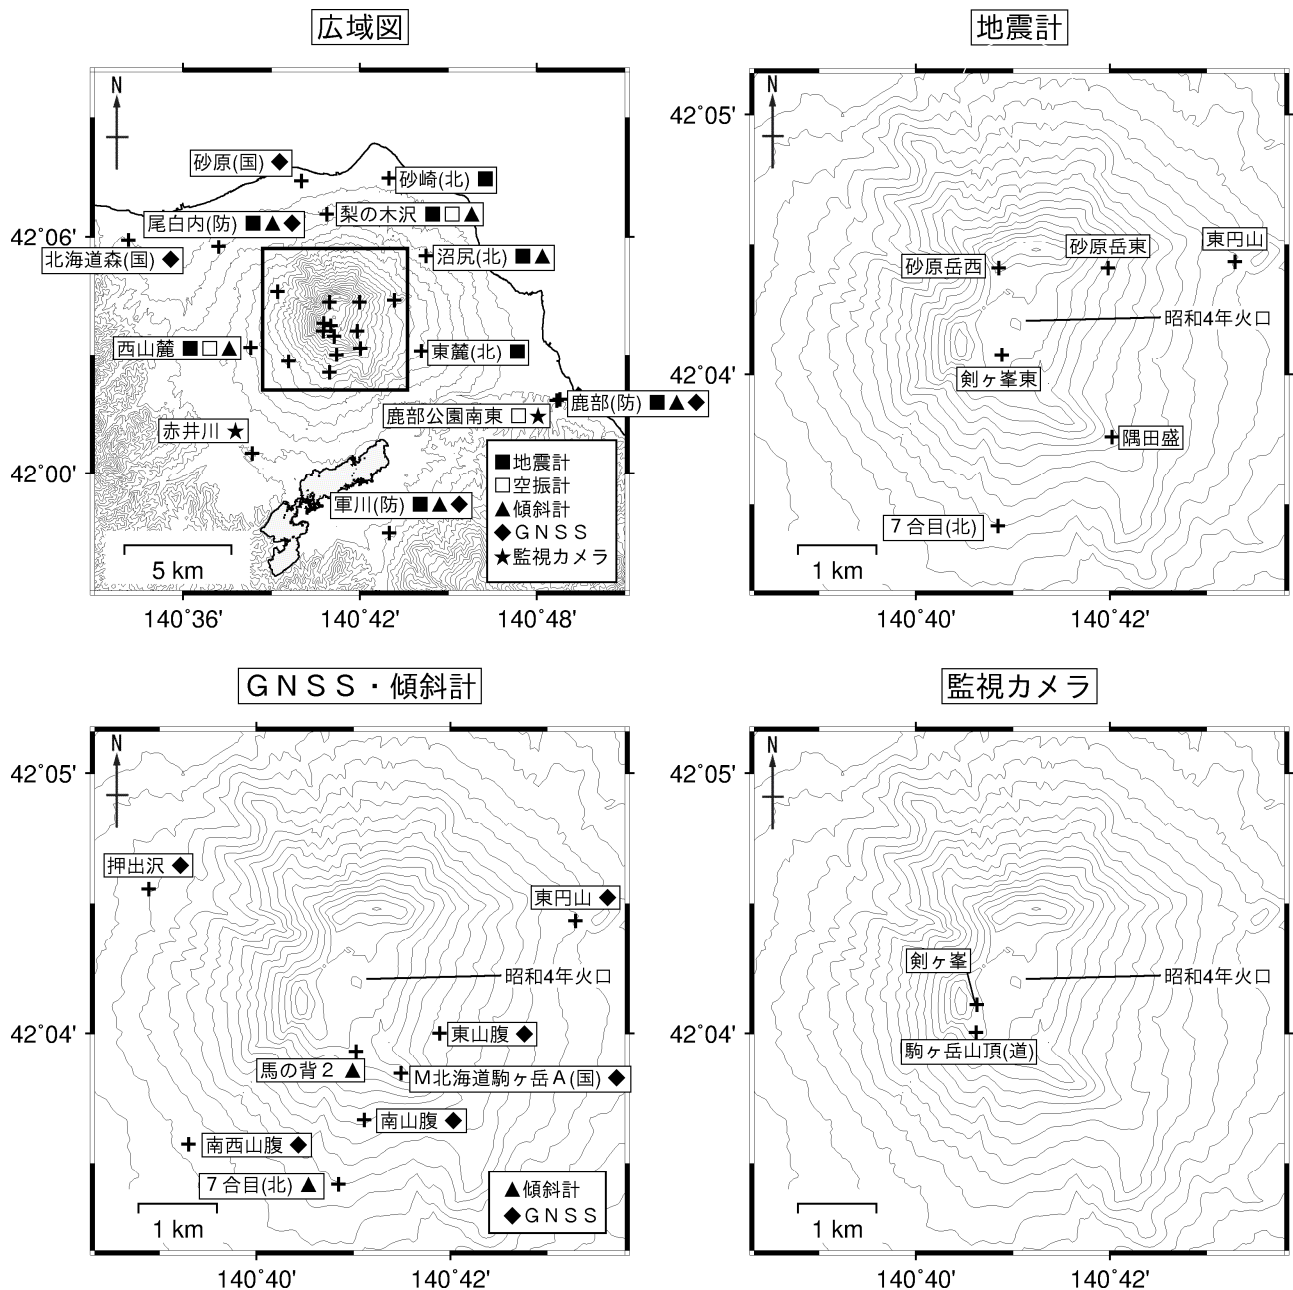 広域図
N
砂原(国) ◆
砂崎(北) ■
梨の木沢 ■□▲
尾白内(防) ■▲◆
42°06'
北海道森(国) ◆
沼尻(北) ■▲
西山麓 ■□▲
東麓(北) ■
鹿部(防) ■▲◆
鹿部公園南東 □★
赤井川 ★
42°00'
軍川(防) ■▲◆
■地震計
□空振計
▲傾斜計
◆GNSS
★監視カメラ
5 km
140°36'
140°42'
140°48'
地震計
N
42°05'
東円山
砂原岳東
砂原岳西
昭和4年火口
42°04'
剣ヶ峯東
隅田盛
7合目(北)
1 km
140°40'
140°42'
GNSS・傾斜計
N
42°05'
押出沢 ◆
東円山 ◆
昭和4年火口
42°04'
東山腹 ◆
馬の背2 ▲
M北海道駒ヶ岳A(国) ◆
南山腹 ◆
南西山腹 ◆
7合目(北) ▲
▲傾斜計
◆GNSS
1 km
140°40'
140°42'
監視カメラ
N
42°05'
剣ヶ峯
昭和4年火口
42°04'
駒ヶ岳山頂(道)
1 km
140°40'
140°42'